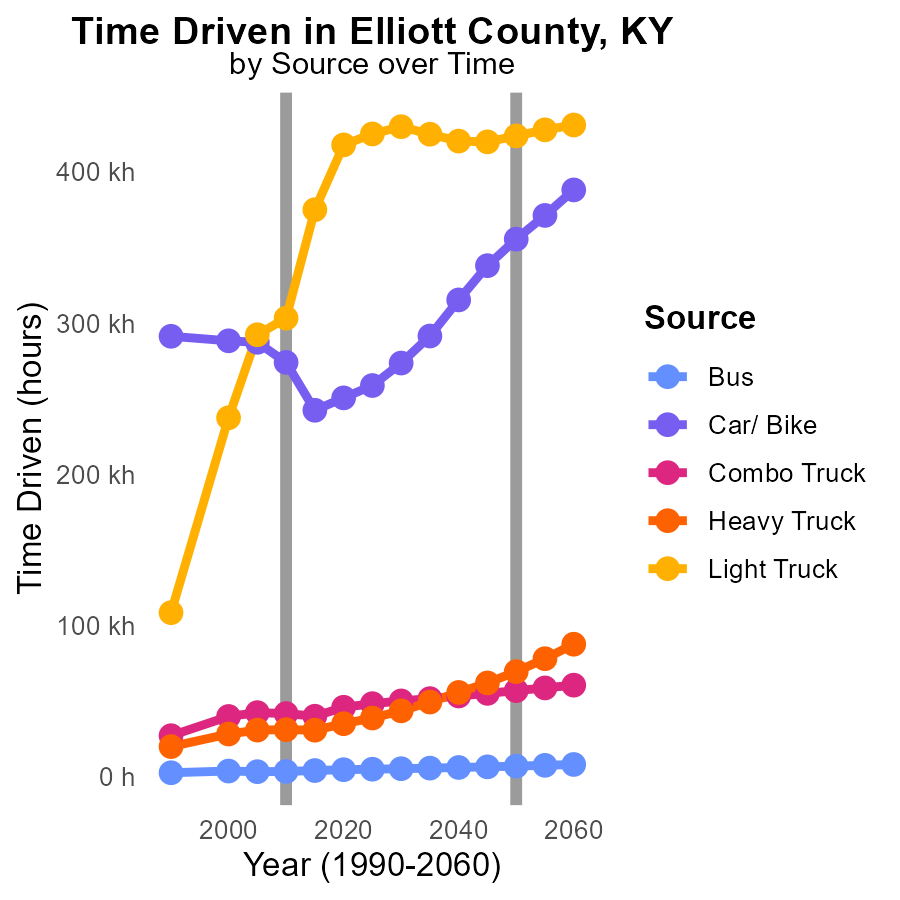 Time Driven in Elliott County, KY
by Source over Time
Time Driven (hours)
400 kh
300 kh
200 kh
100 kh
0 h
2000 2020 2040 2060
Year (1990-2060)
Source
Bus
Car/ Bike
Combo Truck
Heavy Truck
Light Truck